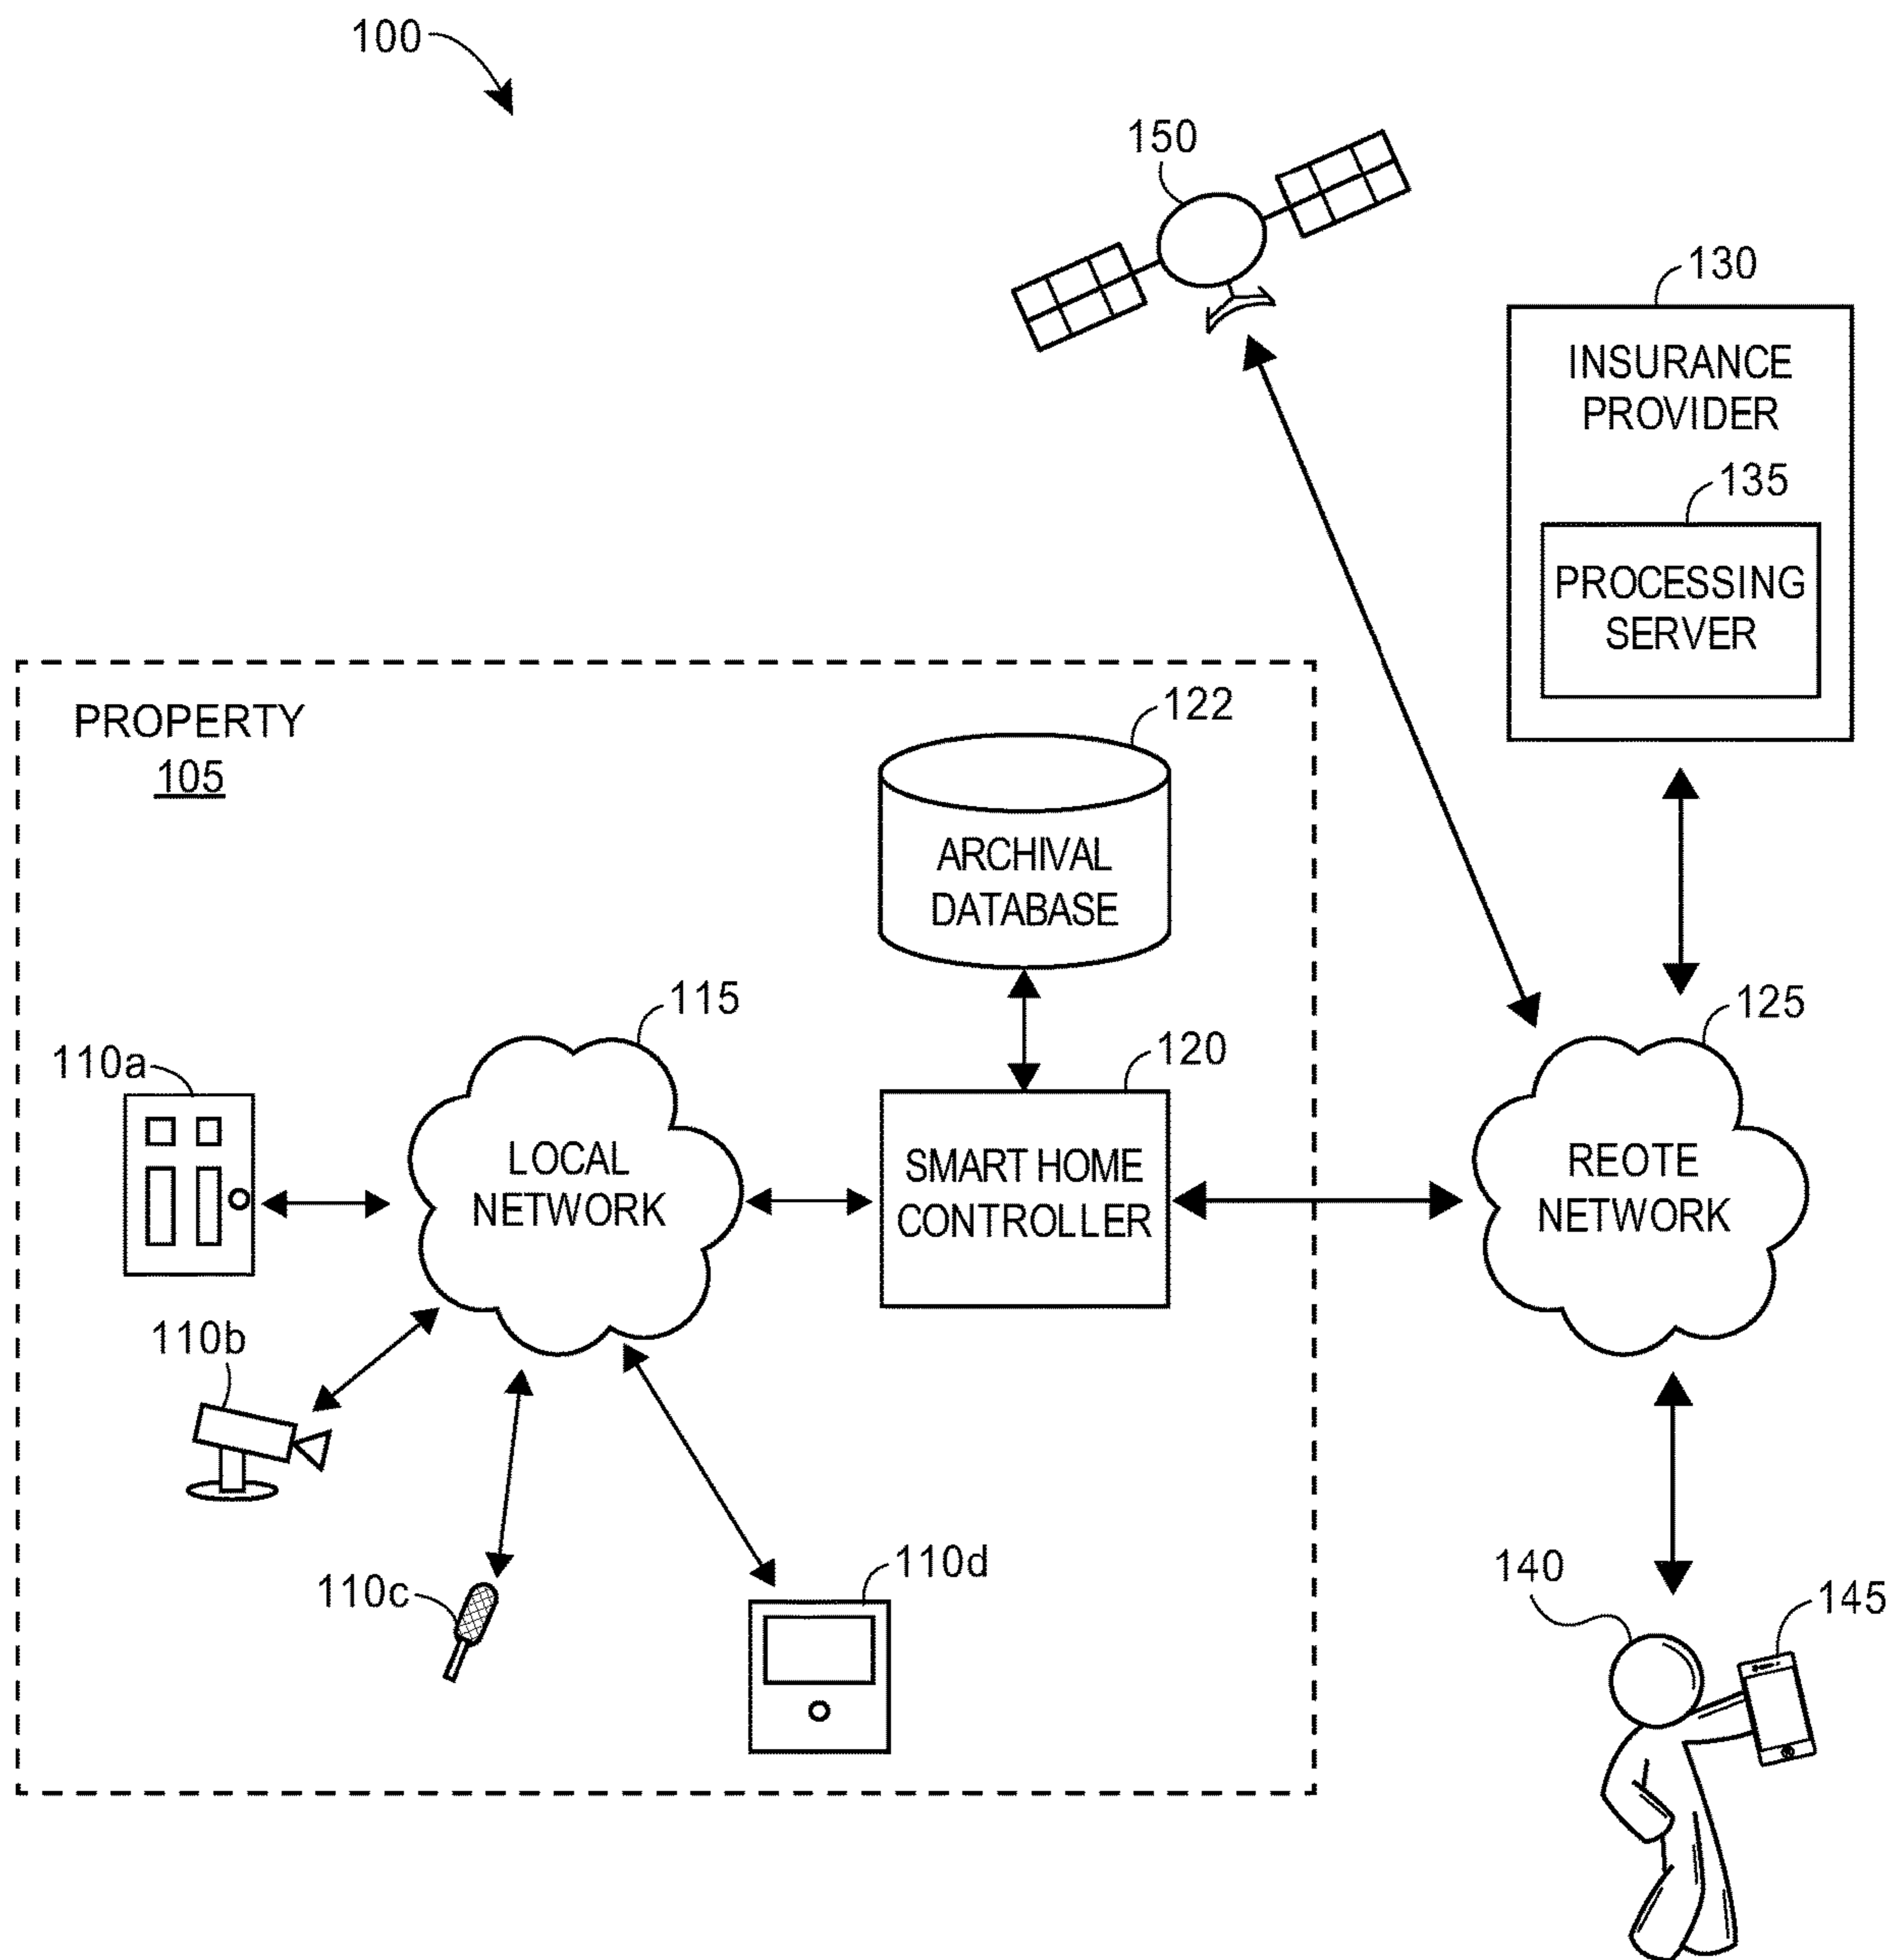 100
150
130
INSURANCE
PROVIDER
135
PROCESSING
SERVER
PROPERTY
105
122
ARCHIVAL
DATABASE
115
120
125
110a
LOCAL
NETWORK
SMART HOME
CONTROLLER
REOTE
NETWORK
110b
110c
110d
140
145